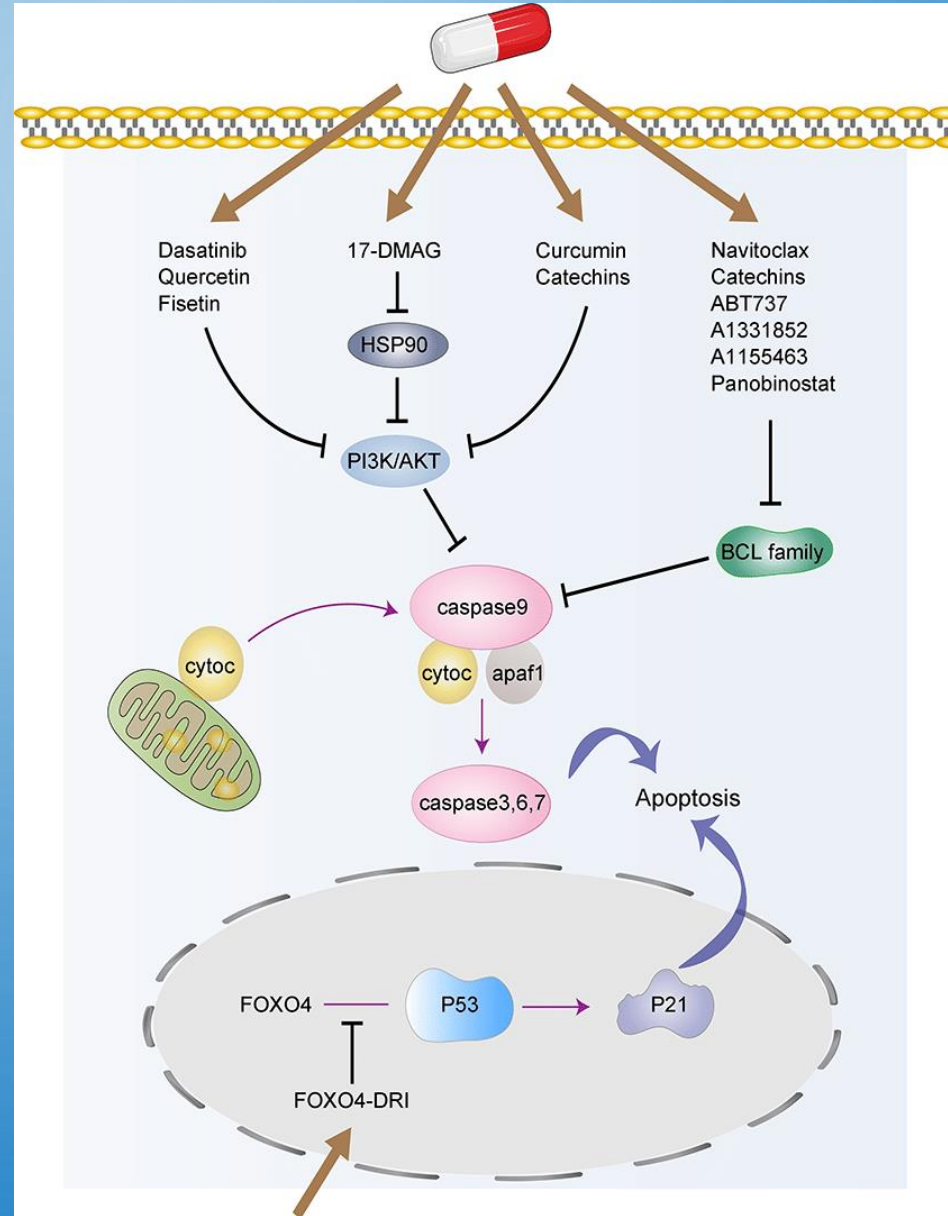 Dasatinib
Quercetin
Fisetin
17-DMAG
Curcumin
Catechins
Navitoclax
Catechins
ABT737
A1331852
A1155463
Panobinostat
HSP90
PI3K/AKT
BCL family
caspase9
cytoc
cytoc
apaf1
caspase3,6,7
Apoptosis
FOXO4
P53
P21
FOXO4-DRI